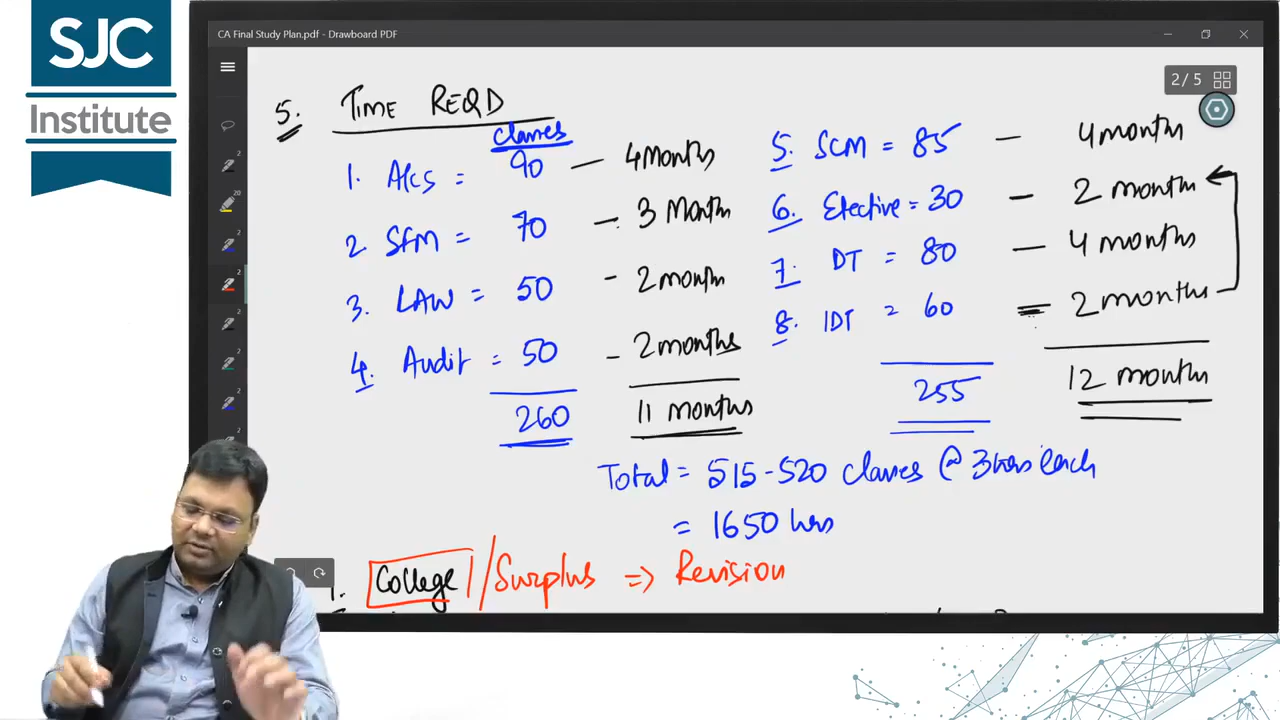 SJC
Institute
CA Final Study Plan.pdf - Drawboard PDF
2/5
5. TIME REQD
Classes
1. A/cs = 90 — 4 Months
2 SFM = 70 — 3 Months
3. LAW = 50 - 2 month
4. Audit = 50 - 2 months
260 11 months
5. SCM = 85 — 4 months
6. Elective = 30 — 2 month
7. DT = 80 — 4 months
8. IDT = 60 — 2 months
255 12 months
Total = 515-520 classes @ 3 hrs each
= 1650 hrs
College / Surplus => Revision